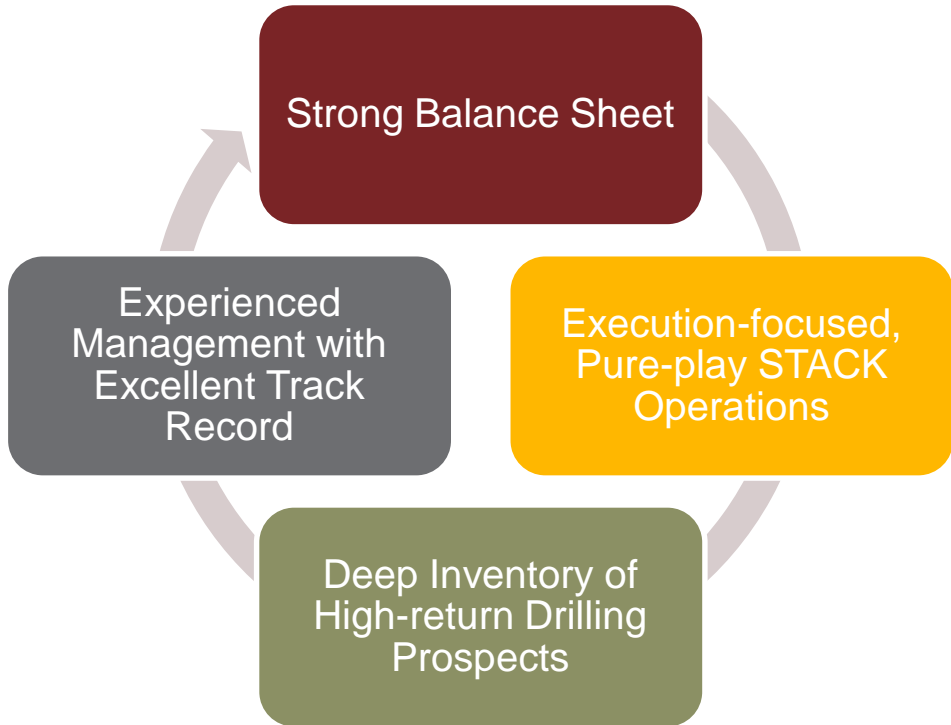 Strong Balance Sheet
Execution-focused,
Pure-play STACK
Operations
Deep Inventory of
High-return Drilling
Prospects
Experienced
Management with
Excellent Track
Record